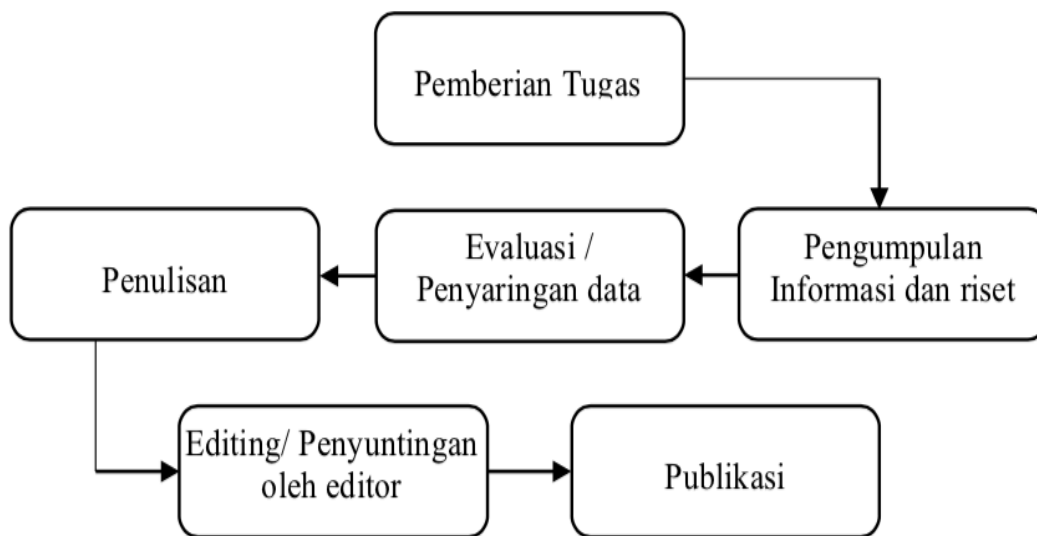 Pemberian Tugas
Pengumpulan
Informasi dan riset
Evaluasi /
Penyaringan data
Penulisan
Editing/ Penyuntingan
oleh editor
Publikasi